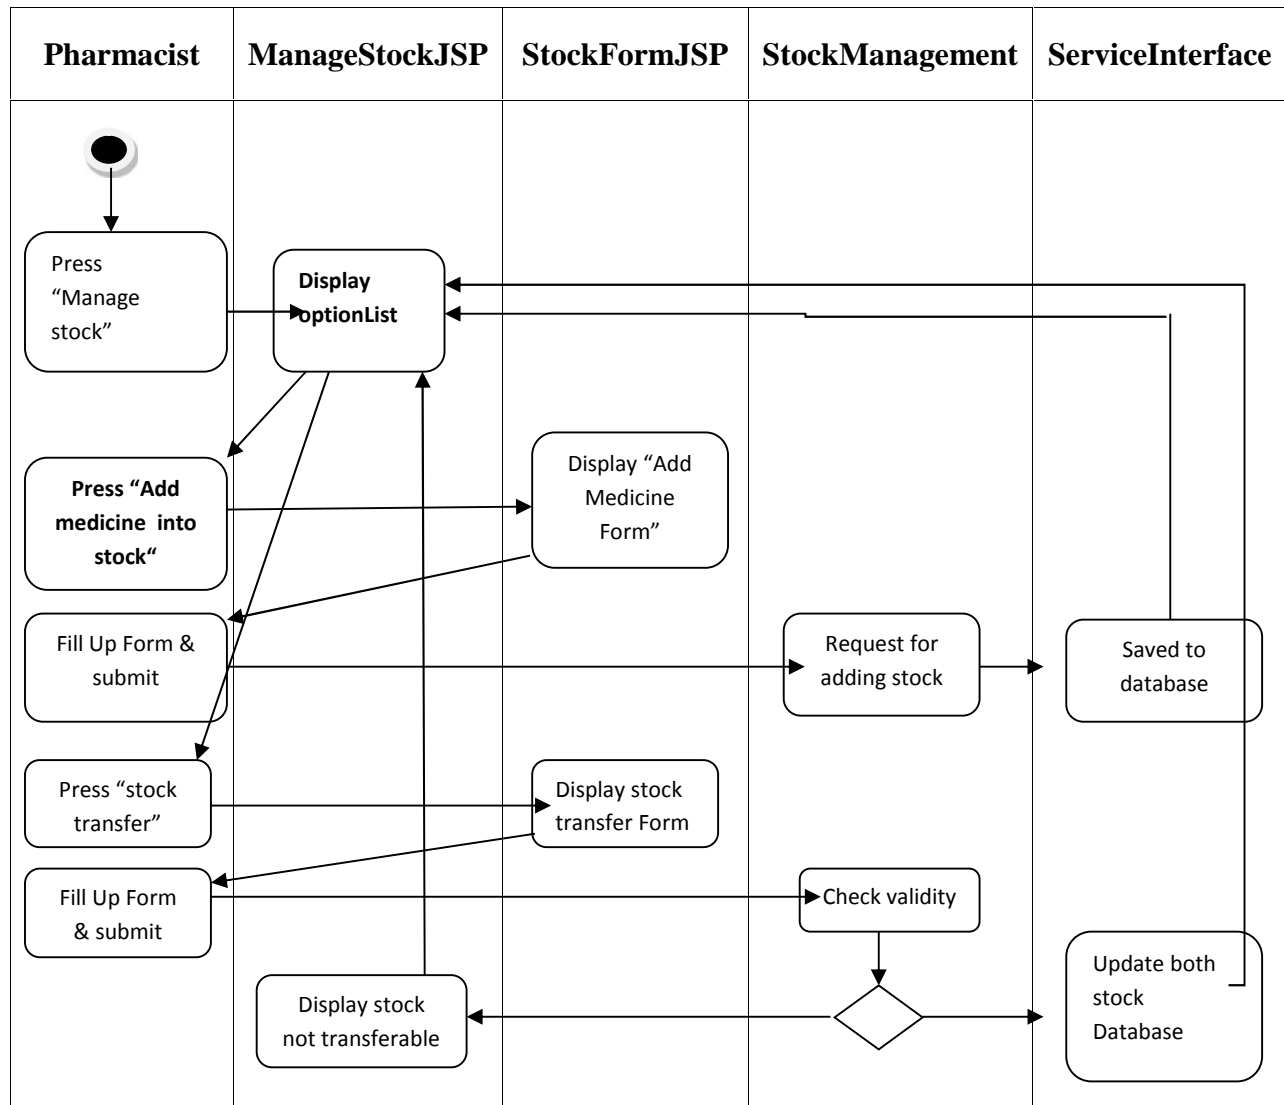 Pharmacist
ManageStockJSP
StockFormJSP
StockManagement
ServiceInterface
Press
“Manage
stock”
Display
optionList
Press “Add
medicine into
stock“
Display “Add
Medicine
Form”
Fill Up Form &
submit
Request for
adding stock
Saved to
database
Press “stock
transfer”
Display stock
transfer Form
Fill Up Form
& submit
Check validity
Display stock
not transferable
Update both
stock
Database